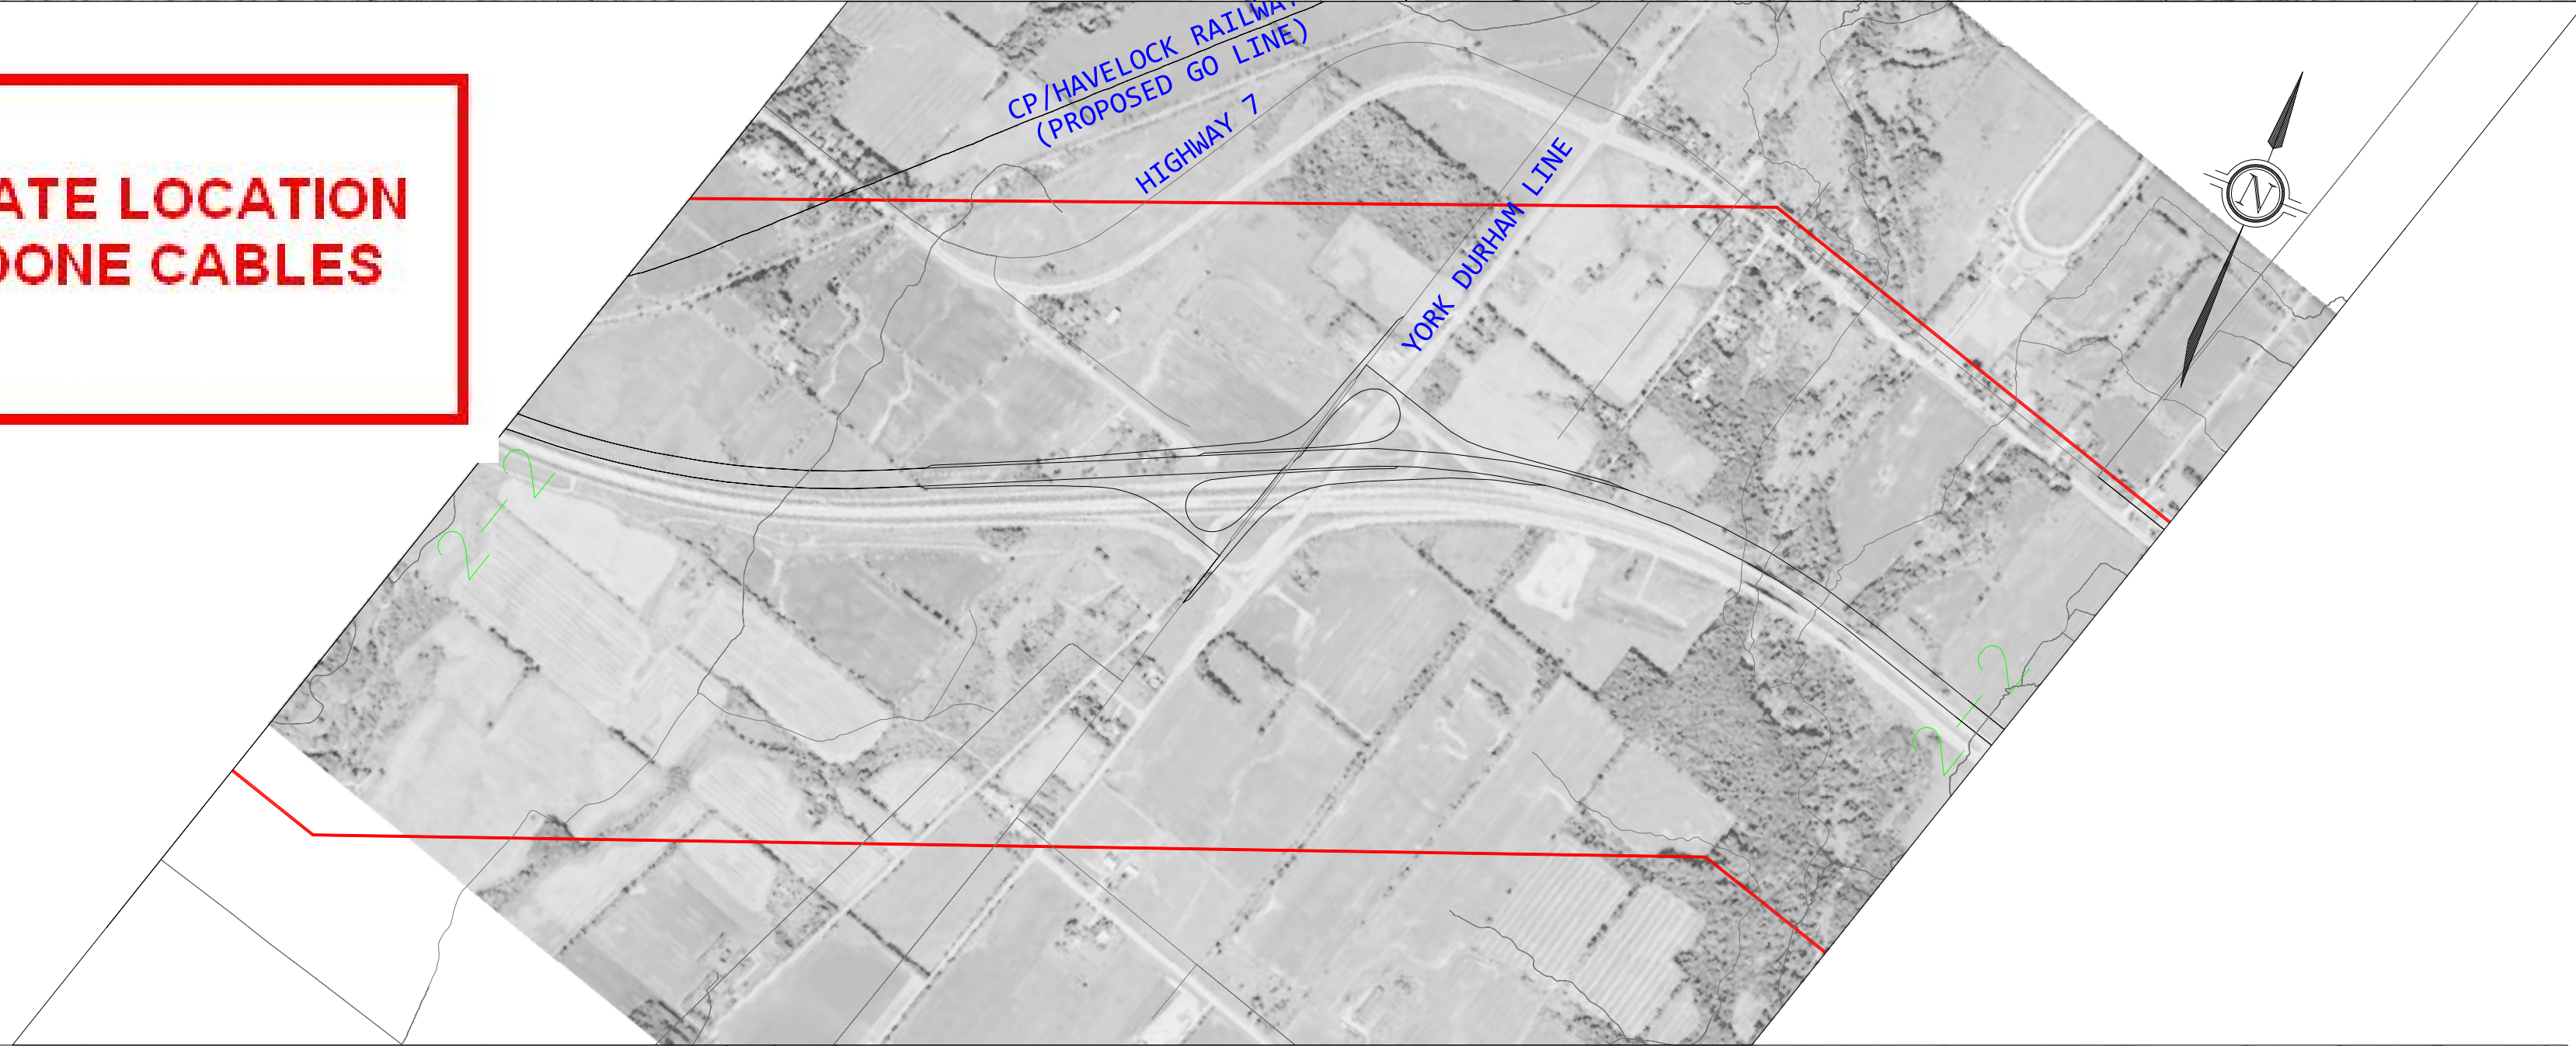 ATE LOCATION
DONE CABLES
CP/HAVELOCK RAILWAY
(PROPOSED GO LINE)
HIGHWAY 7
YORK DURHAM LINE
N
2-2
2-2